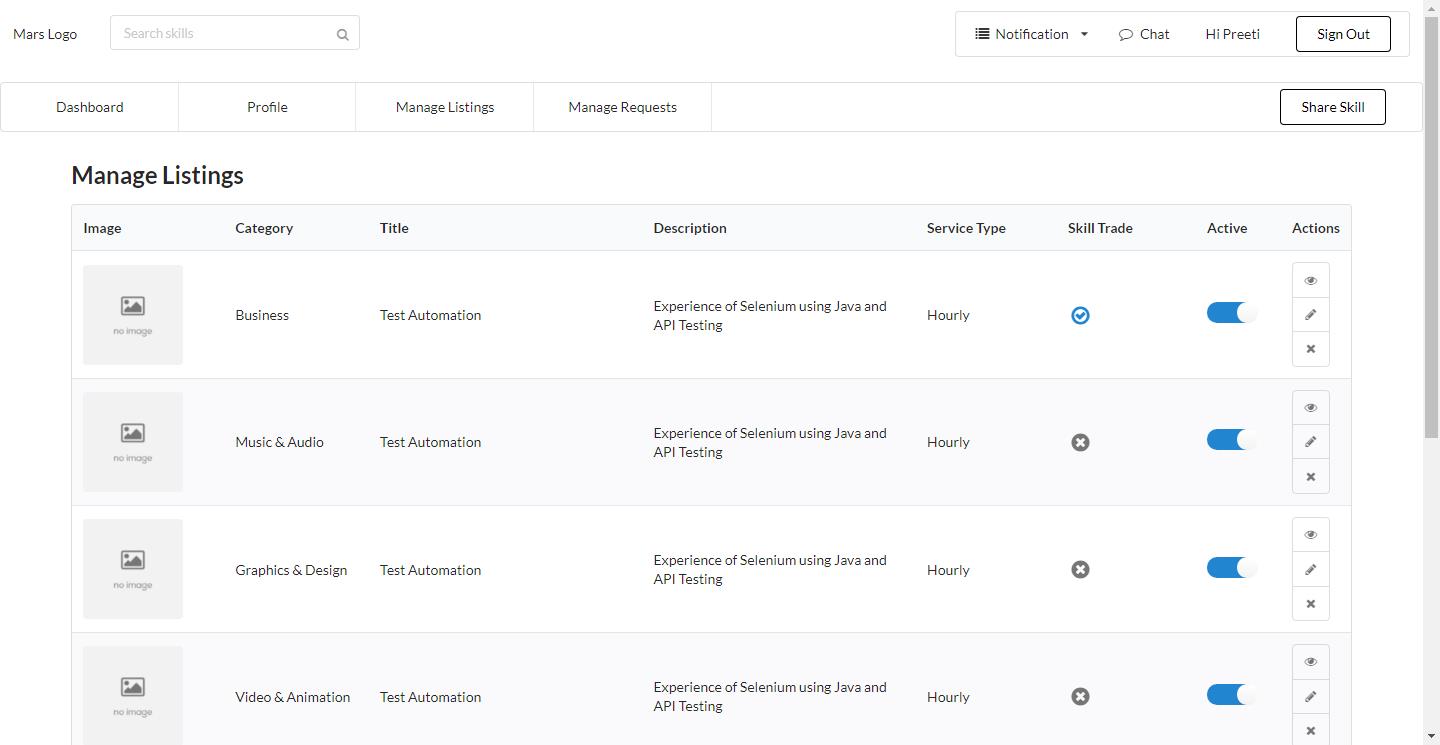 Mars Logo
Search skills
Notification
Chat
Hi Preeti
Sign Out
Dashboard
Profile
Manage Listings
Manage Requests
Share Skill
Manage Listings
Image Category Title Description Service Type Skill Trade Active Actions
no image
Business
Test Automation
Experience of Selenium using Java and
API Testing
Hourly
no image
Music & Audio
Test Automation
Experience of Selenium using Java and
API Testing
Hourly
no image
Graphics & Design
Test Automation
Experience of Selenium using Java and
API Testing
Hourly
no image
Video & Animation
Test Automation
Experience of Selenium using Java and
API Testing
Hourly